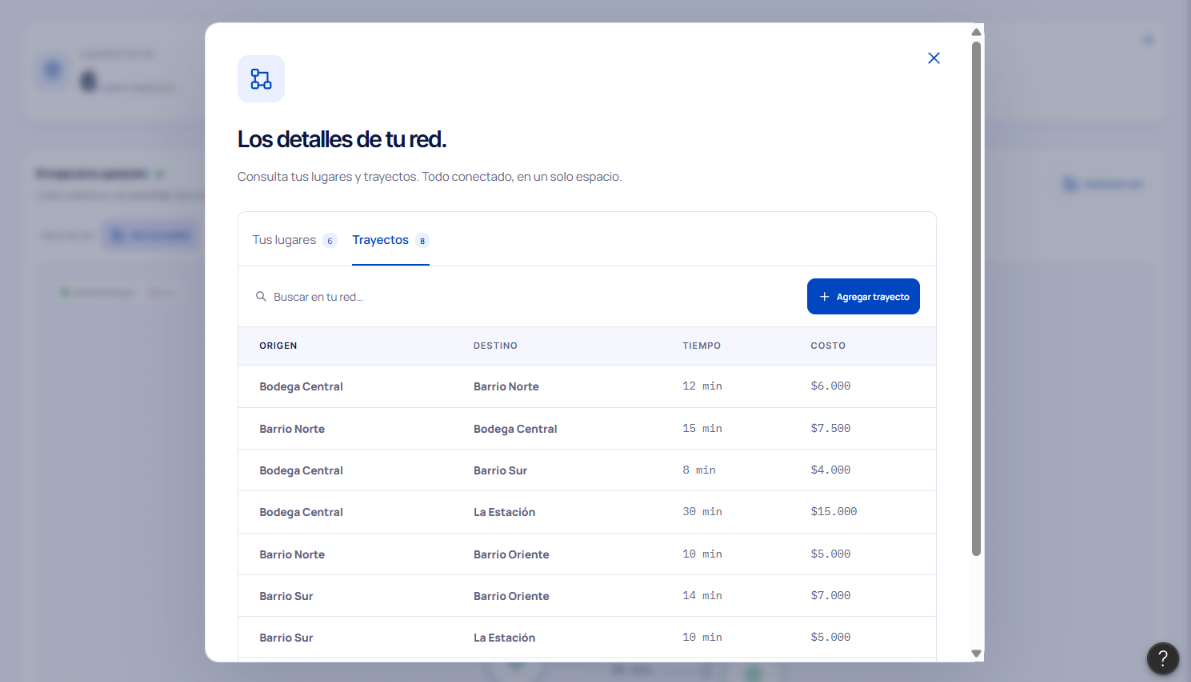 Los detalles de tu red.
Consulta tus lugares y trayectos. Todo conectado, en un solo espacio.
Tus lugares 6 Trayectos 8
Buscar en tu red...
+ Agregar trayecto
ORIGEN DESTINO TIEMPO COSTO
Bodega Central Barrio Norte 12 min $6.000
Barrio Norte Bodega Central 15 min $7.500
Bodega Central Barrio Sur 8 min $4.000
Bodega Central La Estación 30 min $15.000
Barrio Norte Barrio Oriente 10 min $5.000
Barrio Sur Barrio Oriente 14 min $7.000
Barrio Sur La Estación 10 min $5.000
?